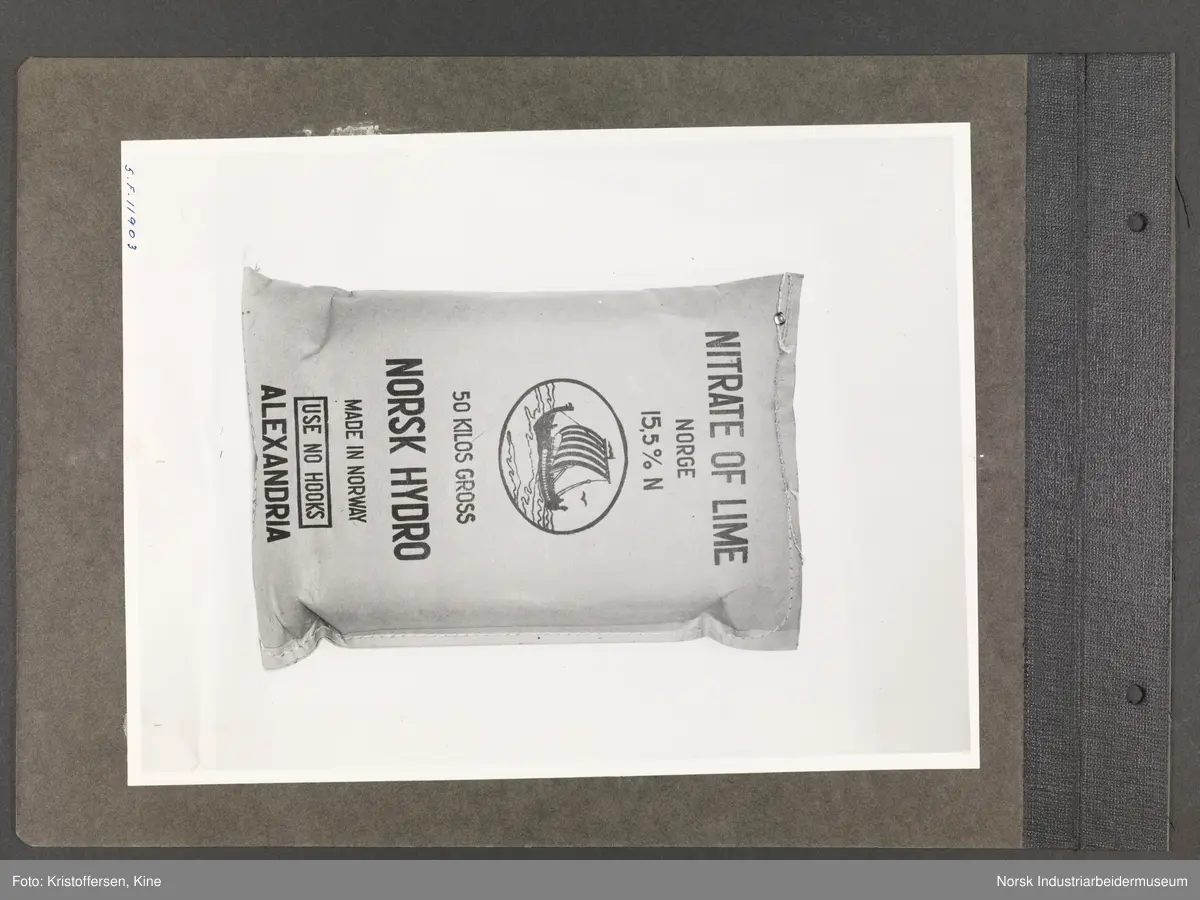 S.F. 11903
NITRATE OF LIME
NORGE
15,5 % N
50 KILOS GROSS
NORSK HYDRO
MADE IN NORWAY
USE NO HOOKS
ALEXANDRIA
Foto: Kristoffersen, Kine
Norsk Industriarbeidermuseum